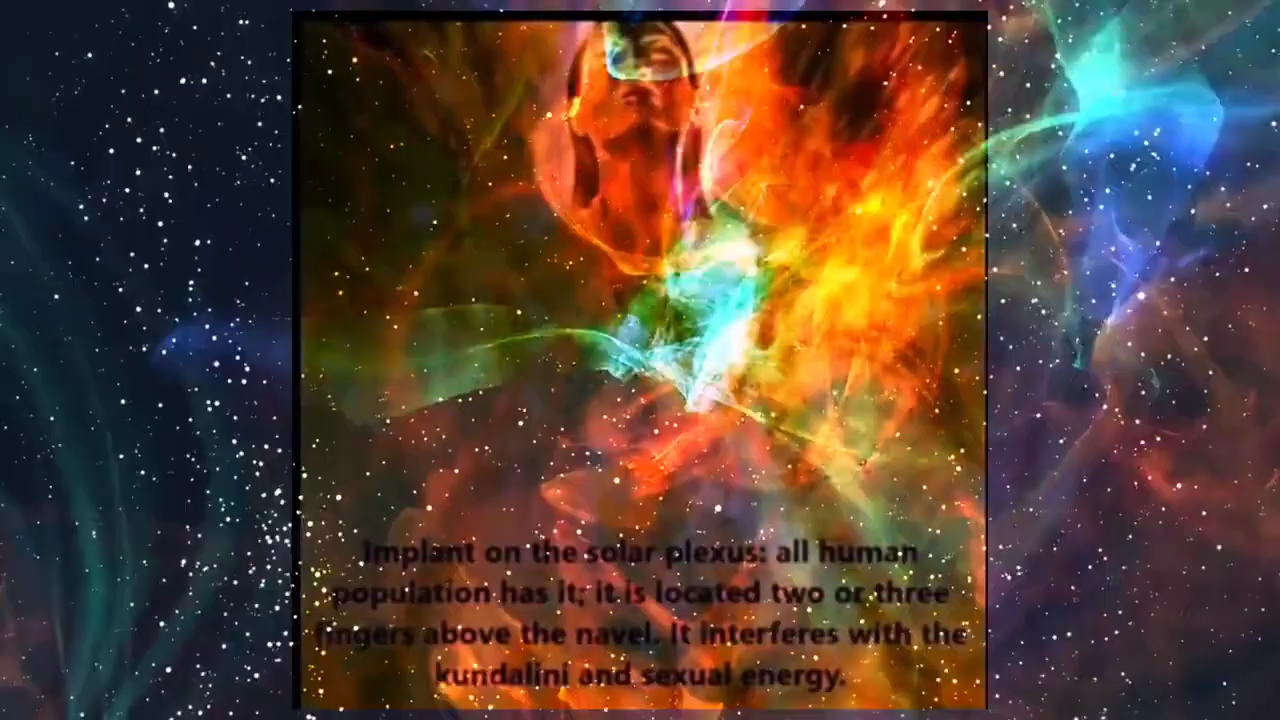 Implant on the solar plexus: all human
population has it; it is located two or three
fingers above the navel. It interferes with the
kundalini and sexual energy.